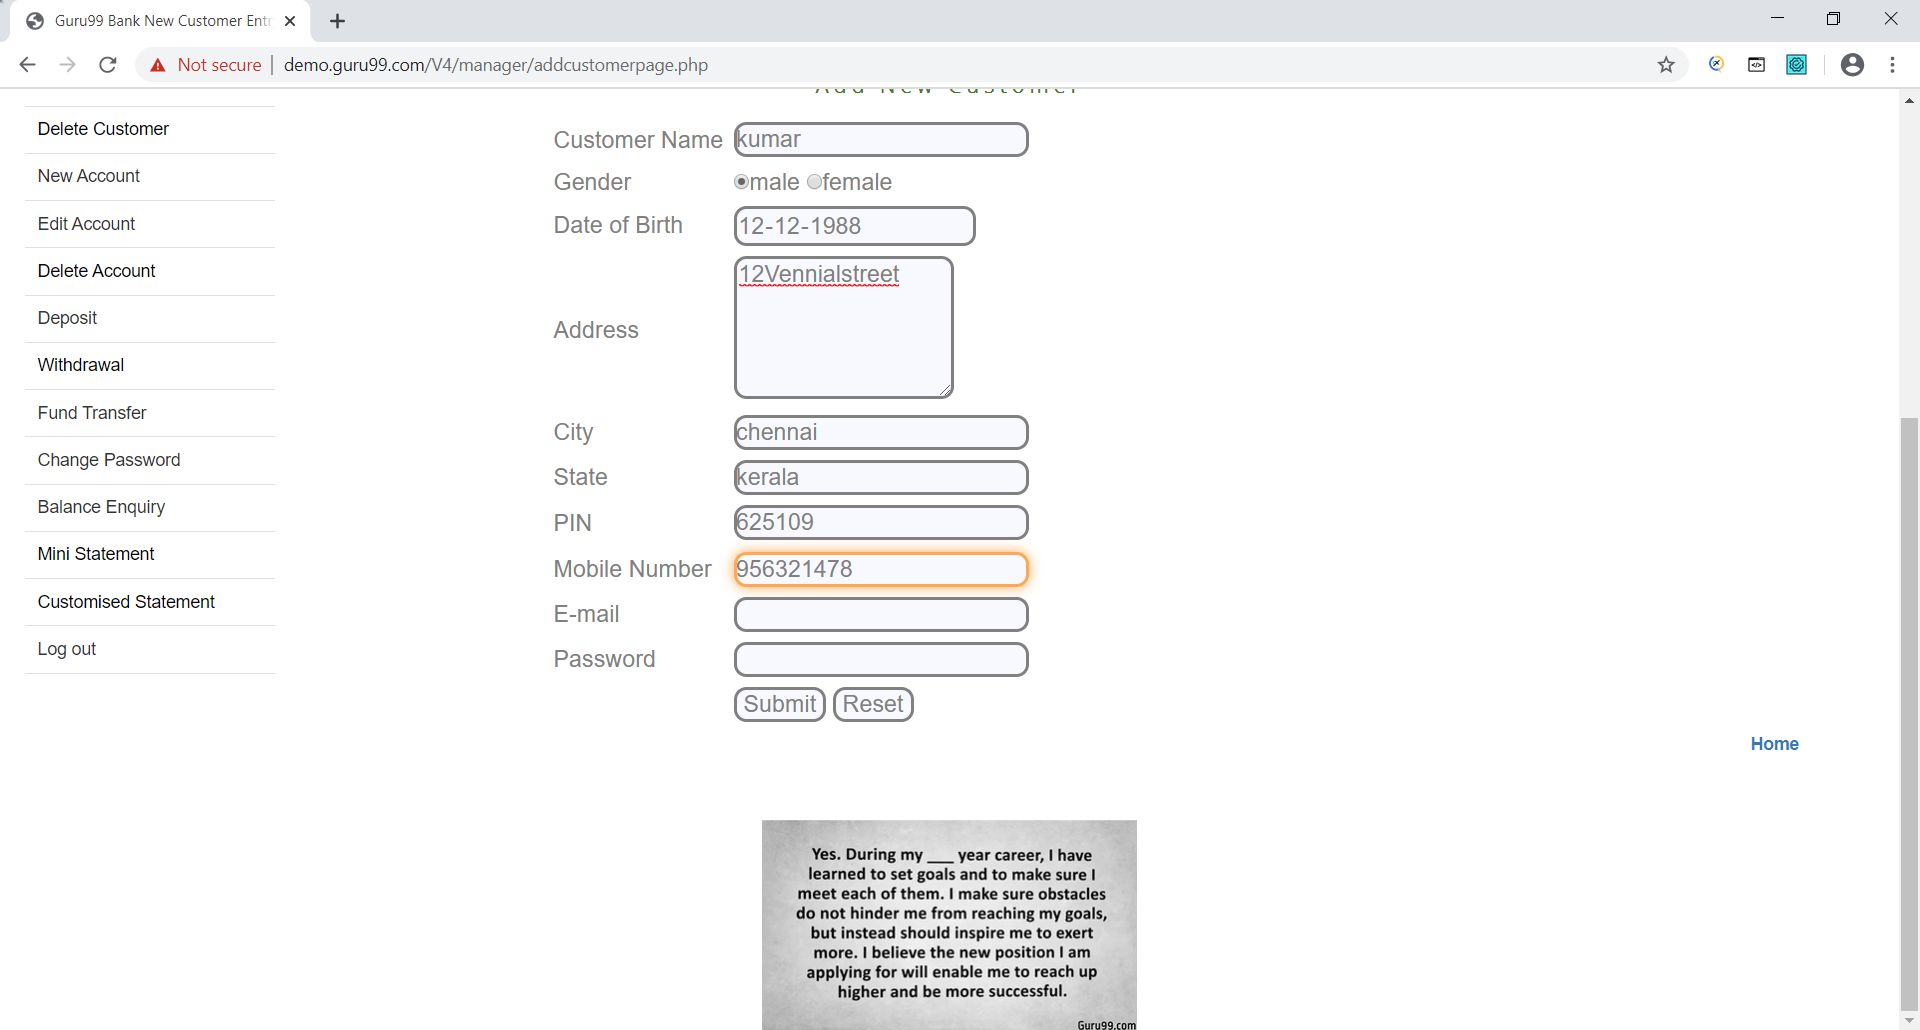 Guru99 Bank New Customer Entr
Not secure | demo.guru99.com/V4/manager/addcustomerpage.php
Add New Customer
Delete Customer
New Account
Edit Account
Delete Account
Deposit
Withdrawal
Fund Transfer
Change Password
Balance Enquiry
Mini Statement
Customised Statement
Log out
Customer Name kumar
Gender male female
Date of Birth 12-12-1988
Address 12Vennialstreet
City chennai
State kerala
PIN 625109
Mobile Number 956321478
E-mail
Password
Submit Reset
Home
Yes. During my ___ year career, I have
learned to set goals and to make sure I
meet each of them. I make sure obstacles
do not hinder me from reaching my goals,
but instead should inspire me to exert
more. I believe the new position I am
applying for will enable me to reach up
higher and be more successful.
Guru99.com